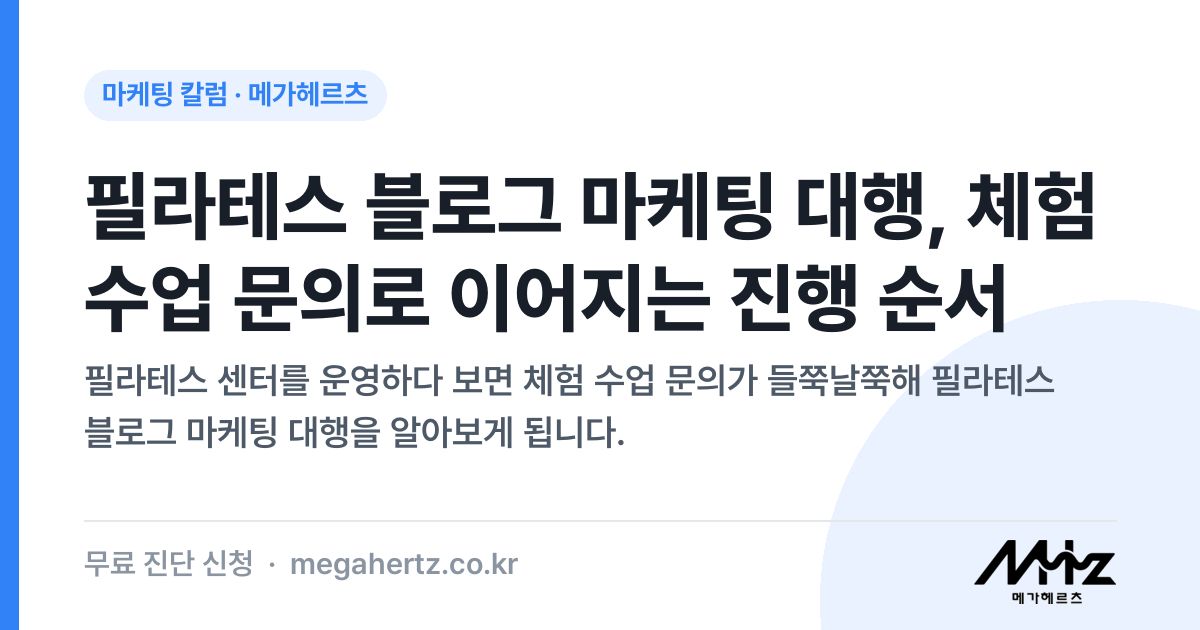 마케팅 칼럼 · 메가헤르츠
필라테스 블로그 마케팅 대행, 체험
수업 문의로 이어지는 진행 순서
필라테스 센터를 운영하다 보면 체험 수업 문의가 들쭉날쭉해 필라테스
블로그 마케팅 대행을 알아보게 됩니다.
무료 진단 신청 · megahertz.co.kr
MHz
메가헤르츠